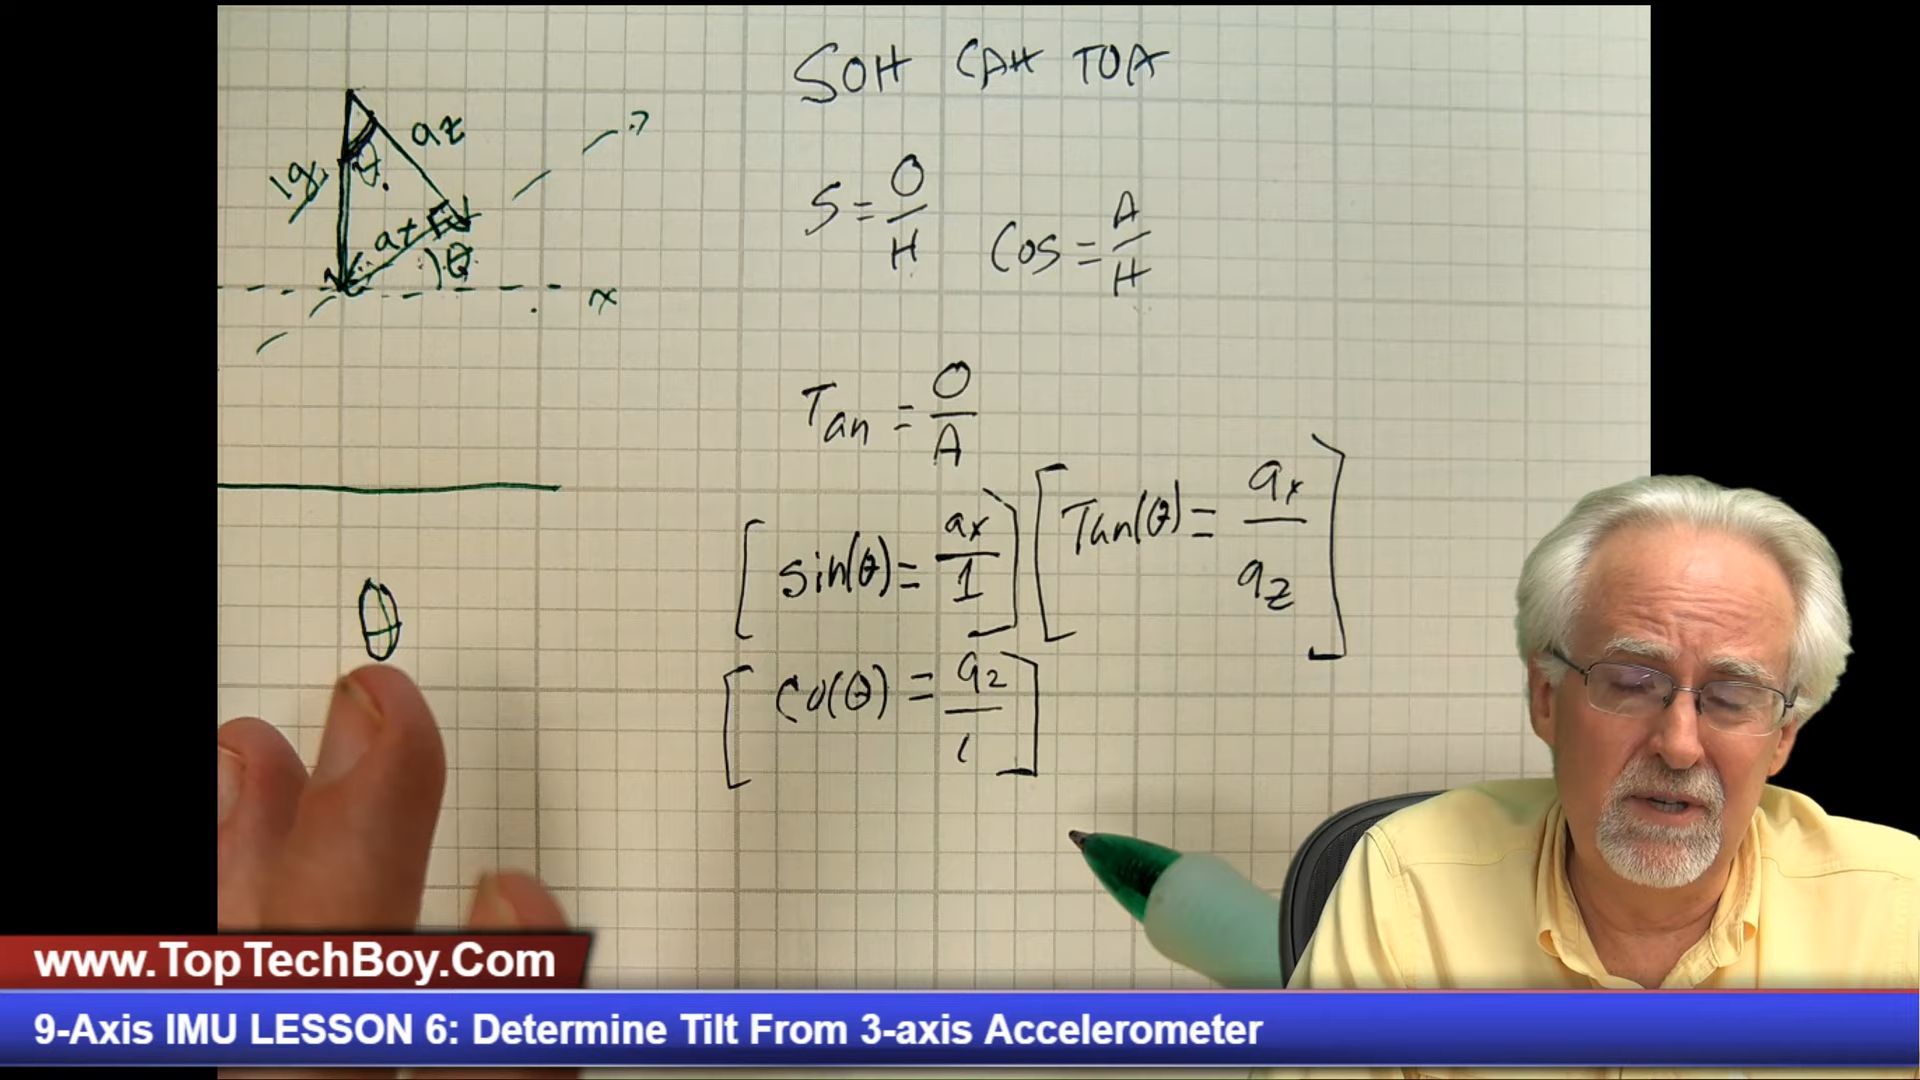 SOH CAH TOA
az
1g
θ
ax
θ
x
S = O/H
Cos = A/H
Tan = O/A
[sin(θ) = ax/1] [Tan(θ) = ax/az]
θ
[Co(θ) = az/1]
www.TopTechBoy.Com
9-Axis IMU LESSON 6: Determine Tilt From 3-axis Accelerometer